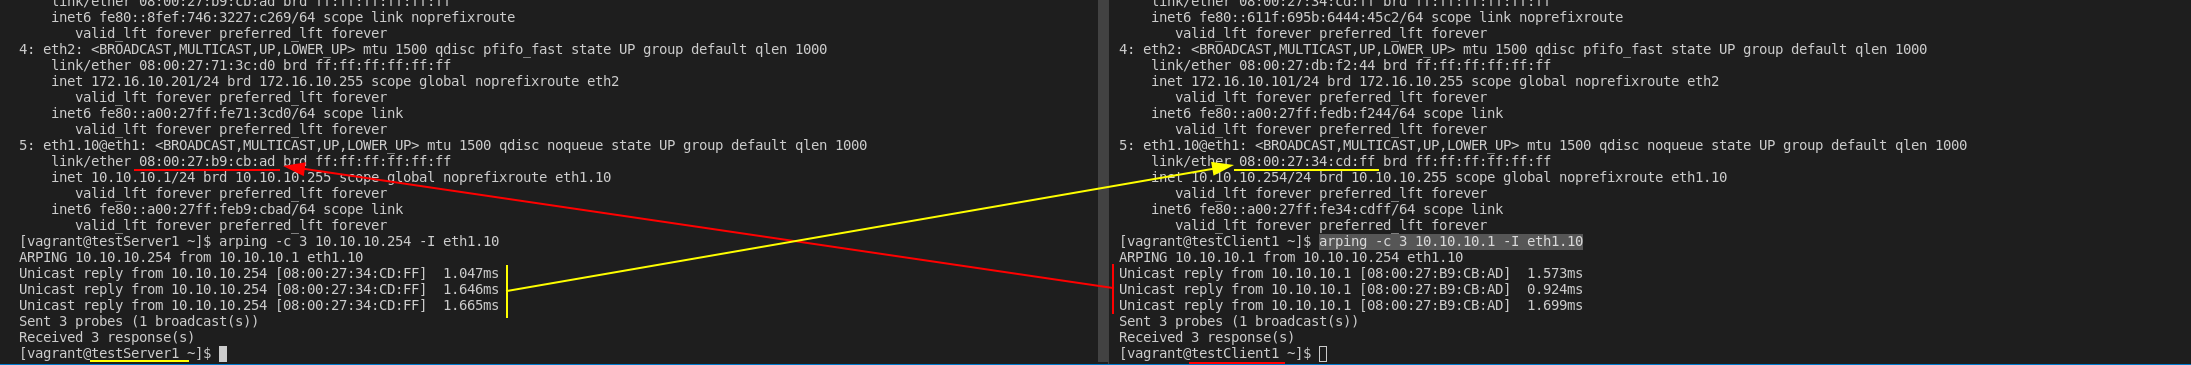 link/ether 08:00:27:b9:cb:ad brd ff:ff:ff:ff:ff:ff
inet6 fe80::8fef:746:3227:c269/64 scope link noprefixroute
valid_lft forever preferred_lft forever
4: eth2: <BROADCAST,MULTICAST,UP,LOWER_UP> mtu 1500 qdisc pfifo_fast state UP group default qlen 1000
link/ether 08:00:27:71:3c:d0 brd ff:ff:ff:ff:ff:ff
inet 172.16.10.201/24 brd 172.16.10.255 scope global noprefixroute eth2
valid_lft forever preferred_lft forever
inet6 fe80::a00:27ff:fe71:3cd0/64 scope link
valid_lft forever preferred_lft forever
5: eth1.10@eth1: <BROADCAST,MULTICAST,UP,LOWER_UP> mtu 1500 qdisc noqueue state UP group default qlen 1000
link/ether 08:00:27:b9:cb:ad brd ff:ff:ff:ff:ff:ff
inet 10.10.10.1/24 brd 10.10.10.255 scope global noprefixroute eth1.10
valid_lft forever preferred_lft forever
inet6 fe80::a00:27ff:feb9:cbad/64 scope link
valid_lft forever preferred_lft forever
[vagrant@testServer1 ~]$ arping -c 3 10.10.10.254 -I eth1.10
ARPING 10.10.10.254 from 10.10.10.1 eth1.10
Unicast reply from 10.10.10.254 [08:00:27:34:CD:FF]  1.047ms
Unicast reply from 10.10.10.254 [08:00:27:34:CD:FF]  1.646ms
Unicast reply from 10.10.10.254 [08:00:27:34:CD:FF]  1.665ms
Sent 3 probes (1 broadcast(s))
Received 3 response(s)
[vagrant@testServer1 ~]$
link/ether 08:00:27:34:cd:ff brd ff:ff:ff:ff:ff:ff
inet6 fe80::611f:695b:6444:45c2/64 scope link noprefixroute
valid_lft forever preferred_lft forever
4: eth2: <BROADCAST,MULTICAST,UP,LOWER_UP> mtu 1500 qdisc pfifo_fast state UP group default qlen 1000
link/ether 08:00:27:db:f2:44 brd ff:ff:ff:ff:ff:ff
inet 172.16.10.101/24 brd 172.16.10.255 scope global noprefixroute eth2
valid_lft forever preferred_lft forever
inet6 fe80::a00:27ff:fedb:f244/64 scope link
valid_lft forever preferred_lft forever
5: eth1.10@eth1: <BROADCAST,MULTICAST,UP,LOWER_UP> mtu 1500 qdisc noqueue state UP group default qlen 1000
link/ether 08:00:27:34:cd:ff brd ff:ff:ff:ff:ff:ff
inet 10.10.10.254/24 brd 10.10.10.255 scope global noprefixroute eth1.10
valid_lft forever preferred_lft forever
inet6 fe80::a00:27ff:fe34:cdff/64 scope link
valid_lft forever preferred_lft forever
[vagrant@testClient1 ~]$ arping -c 3 10.10.10.1 -I eth1.10
ARPING 10.10.10.1 from 10.10.10.254 eth1.10
Unicast reply from 10.10.10.1 [08:00:27:B9:CB:AD]  1.573ms
Unicast reply from 10.10.10.1 [08:00:27:B9:CB:AD]  0.924ms
Unicast reply from 10.10.10.1 [08:00:27:B9:CB:AD]  1.699ms
Sent 3 probes (1 broadcast(s))
Received 3 response(s)
[vagrant@testClient1 ~]$